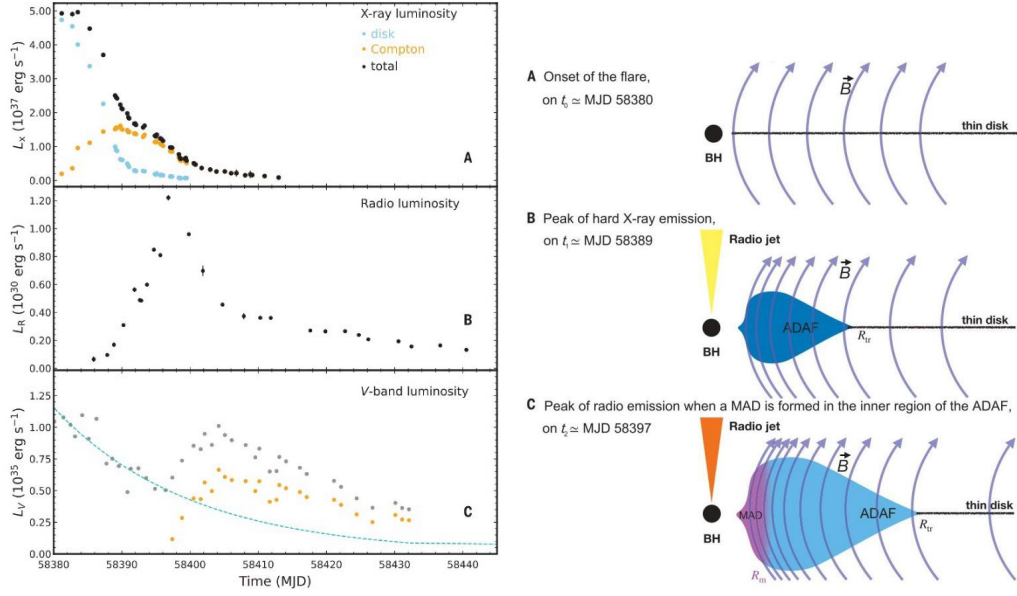 X-ray luminosity
disk
Compton
total
L_X (10^37 erg s^−1)
5.00
4.00
3.00
2.00
1.00
0.00
A
Radio luminosity
L_R (10^30 erg s^−1)
1.20
1.00
0.80
0.60
0.40
0.20
0.00
B
V-band luminosity
L_V (10^35 erg s^−1)
1.50
1.25
1.00
0.75
0.50
0.25
0.00
C
58380 58390 58400 58410 58420 58430 58440
Time (MJD)
A Onset of the flare,
on t₀ ≃ MJD 58380
B⃗
thin disk
BH
B Peak of hard X-ray emission,
on t₁ ≃ MJD 58389
Radio jet
B⃗
ADAF
thin disk
R_tr
BH
C Peak of radio emission when a MAD is formed in the inner region of the ADAF,
on t₂ ≃ MJD 58397
Radio jet
B⃗
thin disk
MAD
ADAF
R_tr
BH
R_m